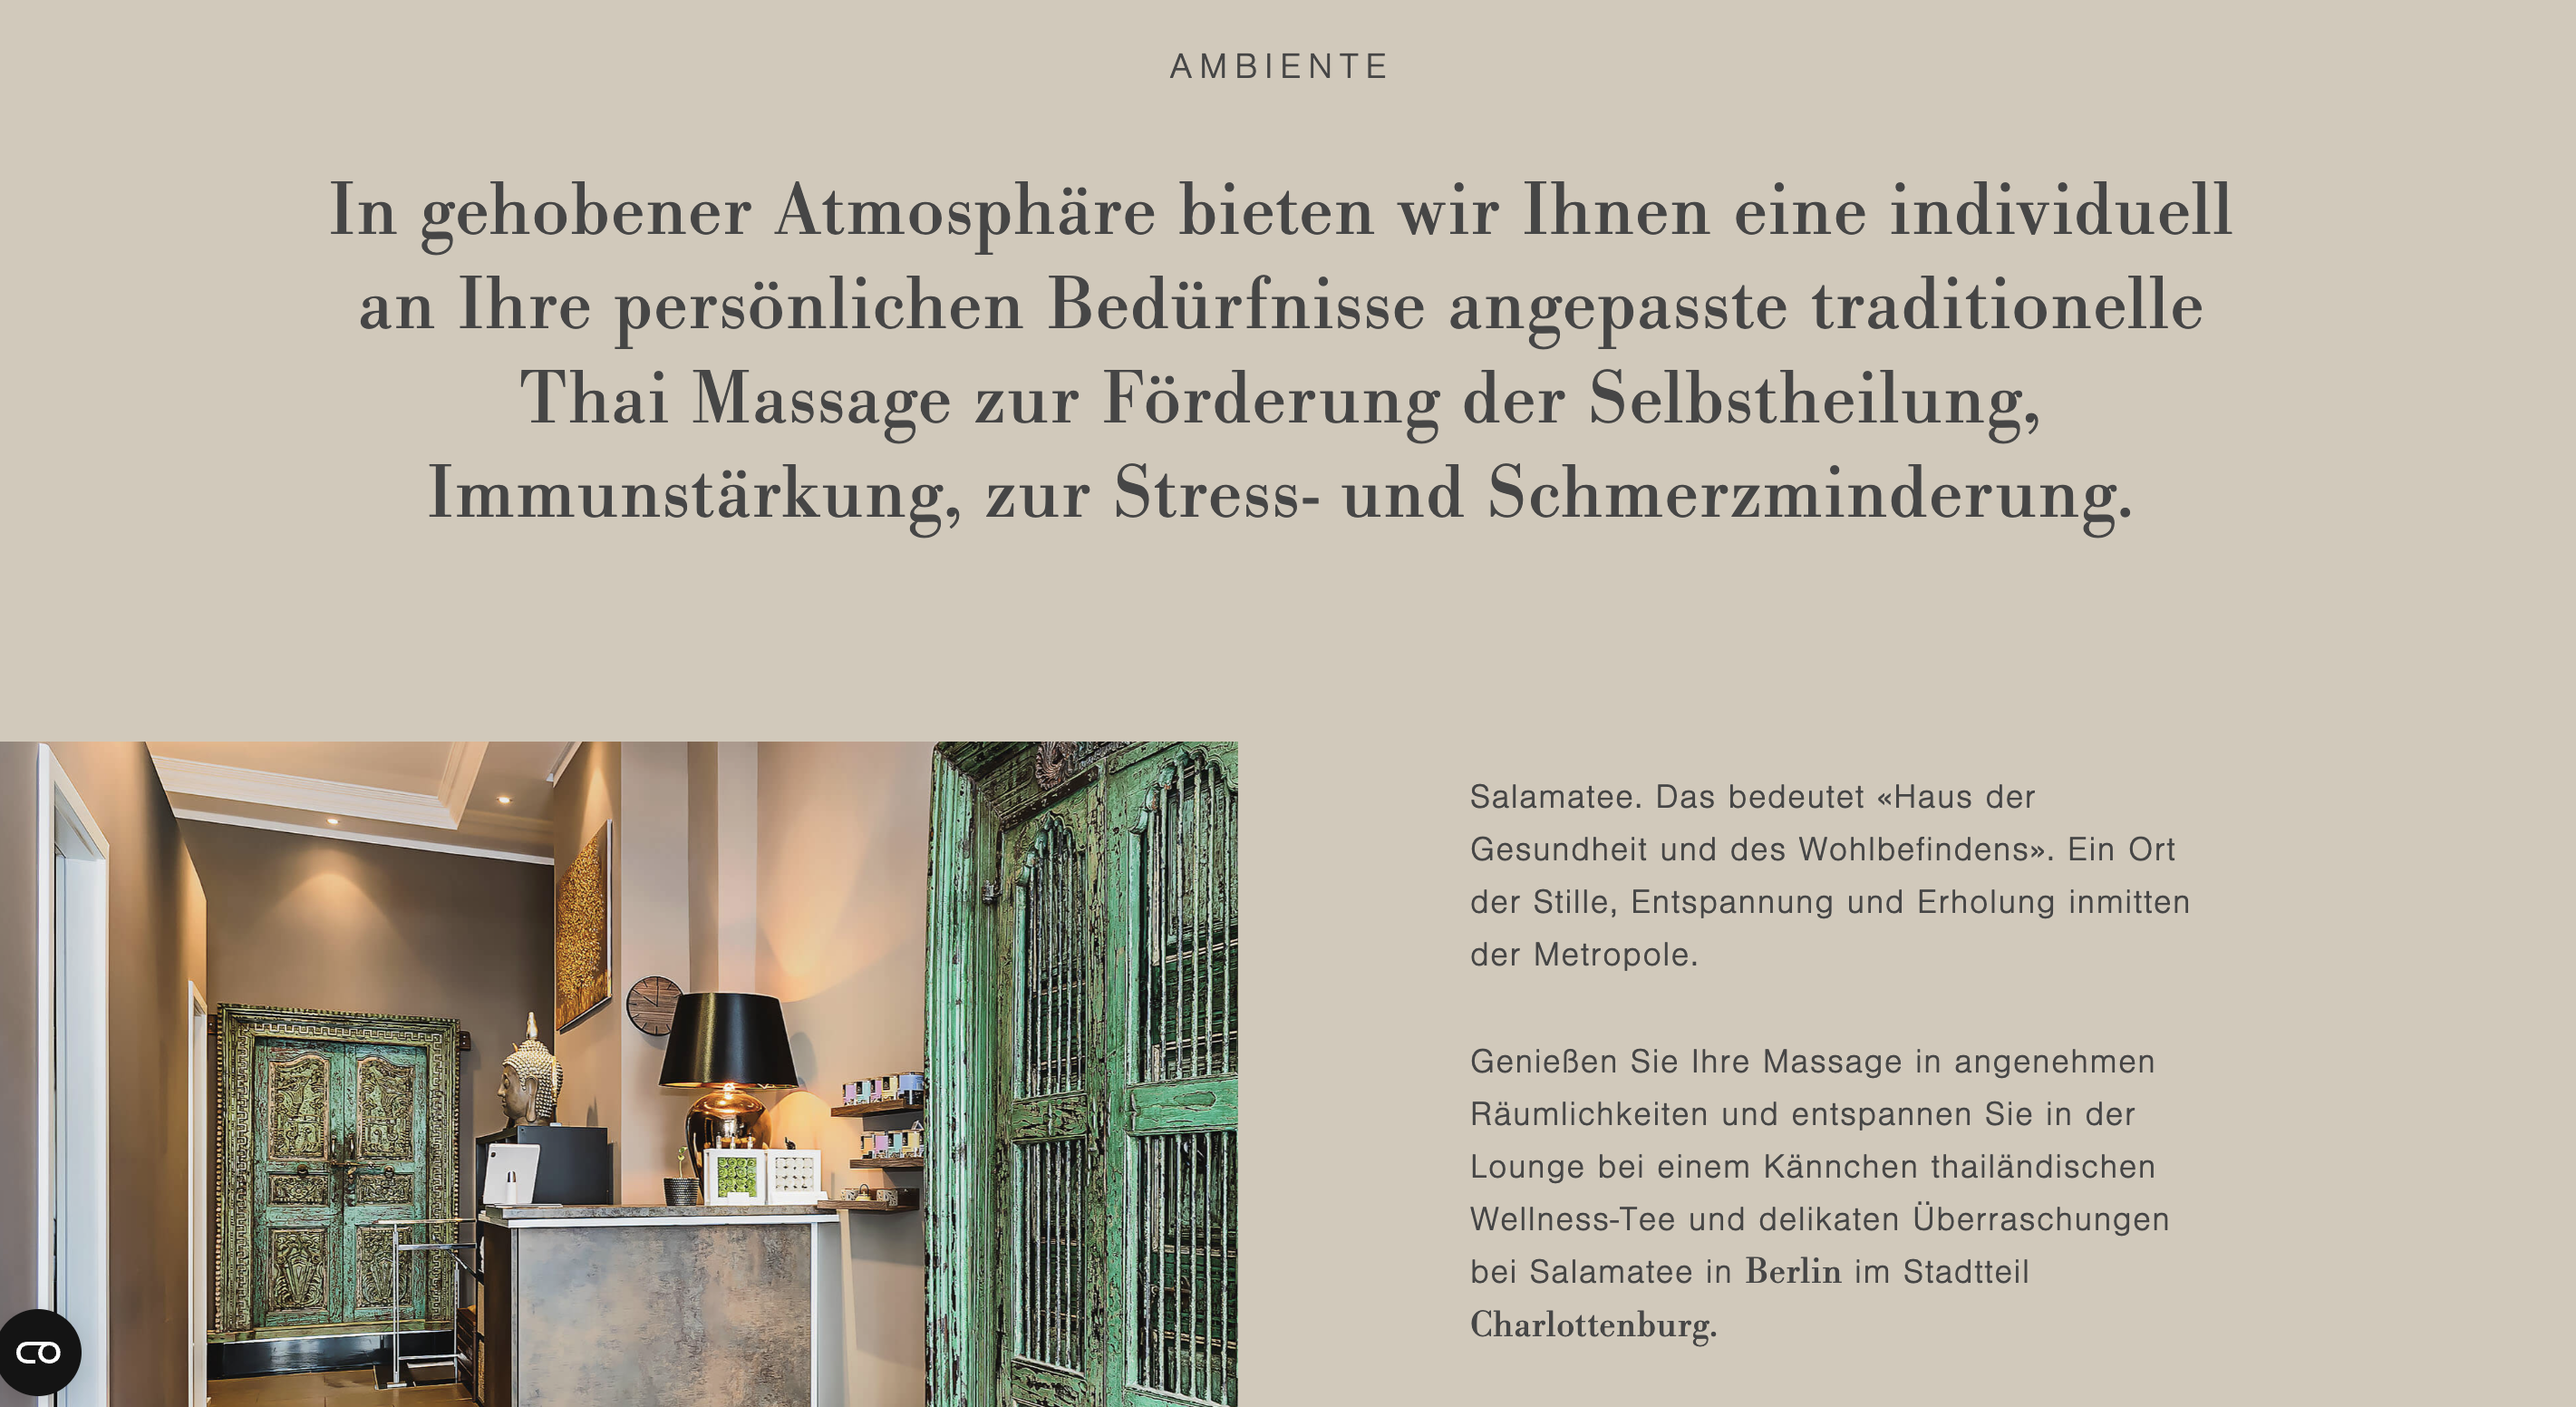 AMBIENTE
In gehobener Atmosphäre bieten wir Ihnen eine individuell
an Ihre persönlichen Bedürfnisse angepasste traditionelle
Thai Massage zur Förderung der Selbstheilung,
Immunstärkung, zur Stress- und Schmerzminderung.
Salamatee. Das bedeutet «Haus der
Gesundheit und des Wohlbefindens». Ein Ort
der Stille, Entspannung und Erholung inmitten
der Metropole.
Genießen Sie Ihre Massage in angenehmen
Räumlichkeiten und entspannen Sie in der
Lounge bei einem Kännchen thailändischen
Wellness-Tee und delikaten Überraschungen
bei Salamatee in Berlin im Stadtteil
Charlottenburg.